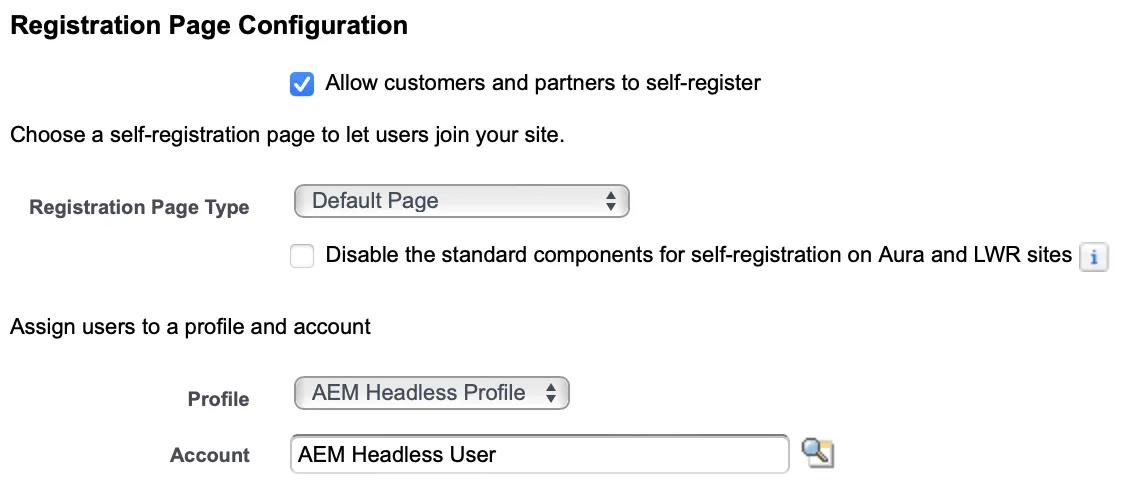 Registration Page Configuration
Allow customers and partners to self-register
Choose a self-registration page to let users join your site.
Registration Page Type Default Page
Disable the standard components for self-registration on Aura and LWR sites i
Assign users to a profile and account
Profile AEM Headless Profile
Account AEM Headless User